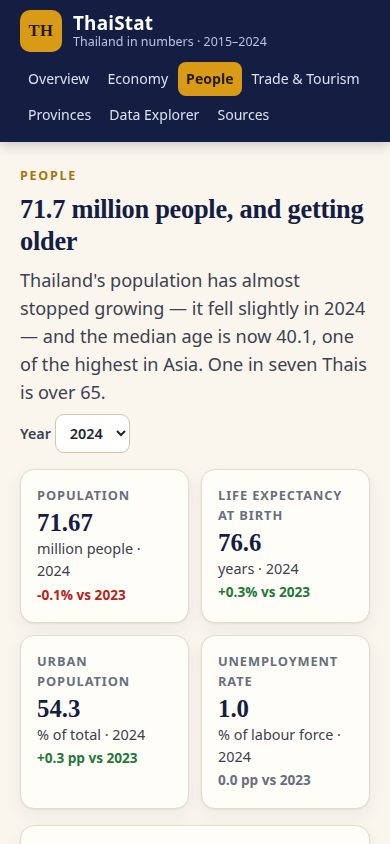 TH
ThaiStat
Thailand in numbers · 2015–2024
Overview Economy People Trade & Tourism
Provinces Data Explorer Sources
PEOPLE
71.7 million people, and getting
older
Thailand's population has almost
stopped growing — it fell slightly in 2024
— and the median age is now 40.1, one
of the highest in Asia. One in seven Thais
is over 65.
Year 2024
POPULATION
71.67
million people ·
2024
-0.1% vs 2023
LIFE EXPECTANCY
AT BIRTH
76.6
years · 2024
+0.3% vs 2023
URBAN
POPULATION
54.3
% of total · 2024
+0.3 pp vs 2023
UNEMPLOYMENT
RATE
1.0
% of labour force ·
2024
0.0 pp vs 2023